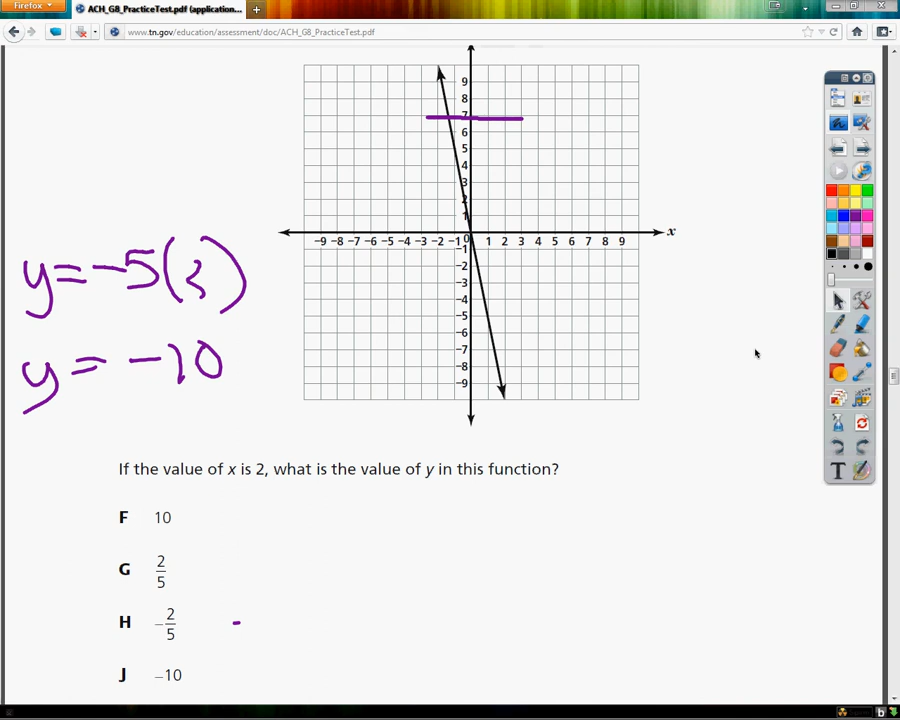 Firefox
ACH_G8_PracticeTest.pdf (application...
www.tn.gov/education/assessment/doc/ACH_G8_PracticeTest.pdf
9
8
7
6
5
4
3
2
1
x
-9 -8 -7 -6 -5 -4 -3 -2 -1 0 1 2 3 4 5 6 7 8 9
-1
-2
-3
-4
-5
-6
-7
-8
-9
y = -5(2)
y = -10
If the value of x is 2, what is the value of y in this function?
F 10
G 2/5
H -2/5
J -10
T